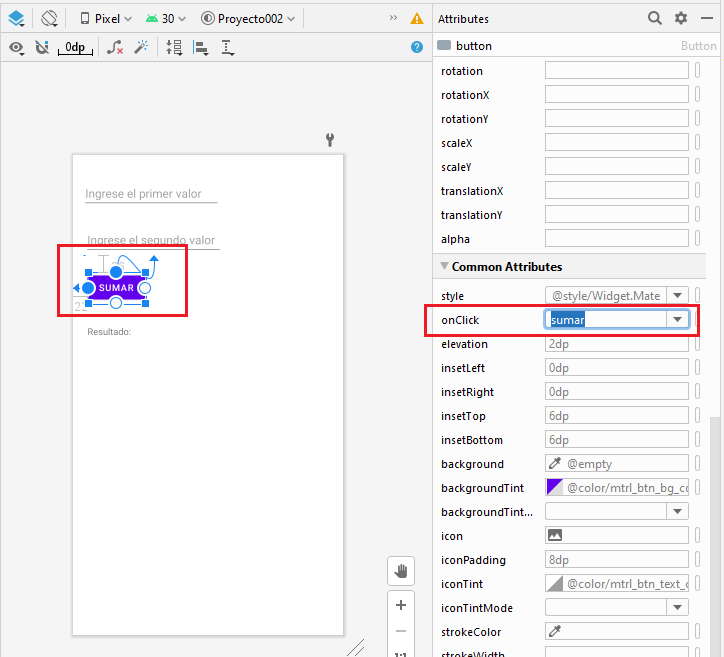 Pixel
30
Proyecto002
Attributes
0dp
button
Button
rotation
rotationX
rotationY
scaleX
scaleY
translationX
translationY
alpha
Ingrese el primer valor
Ingrese el segundo valor
SUMAR
Resultado:
Common Attributes
style @style/Widget.Mate
onClick sumar
elevation 2dp
insetLeft 0dp
insetRight 0dp
insetTop 6dp
insetBottom 6dp
background @empty
backgroundTint @color/mtrl_btn_bg_co
backgroundTint...
icon
iconPadding 8dp
iconTint @color/mtrl_btn_text_c
iconTintMode
strokeColor
strokeWidth
1:1